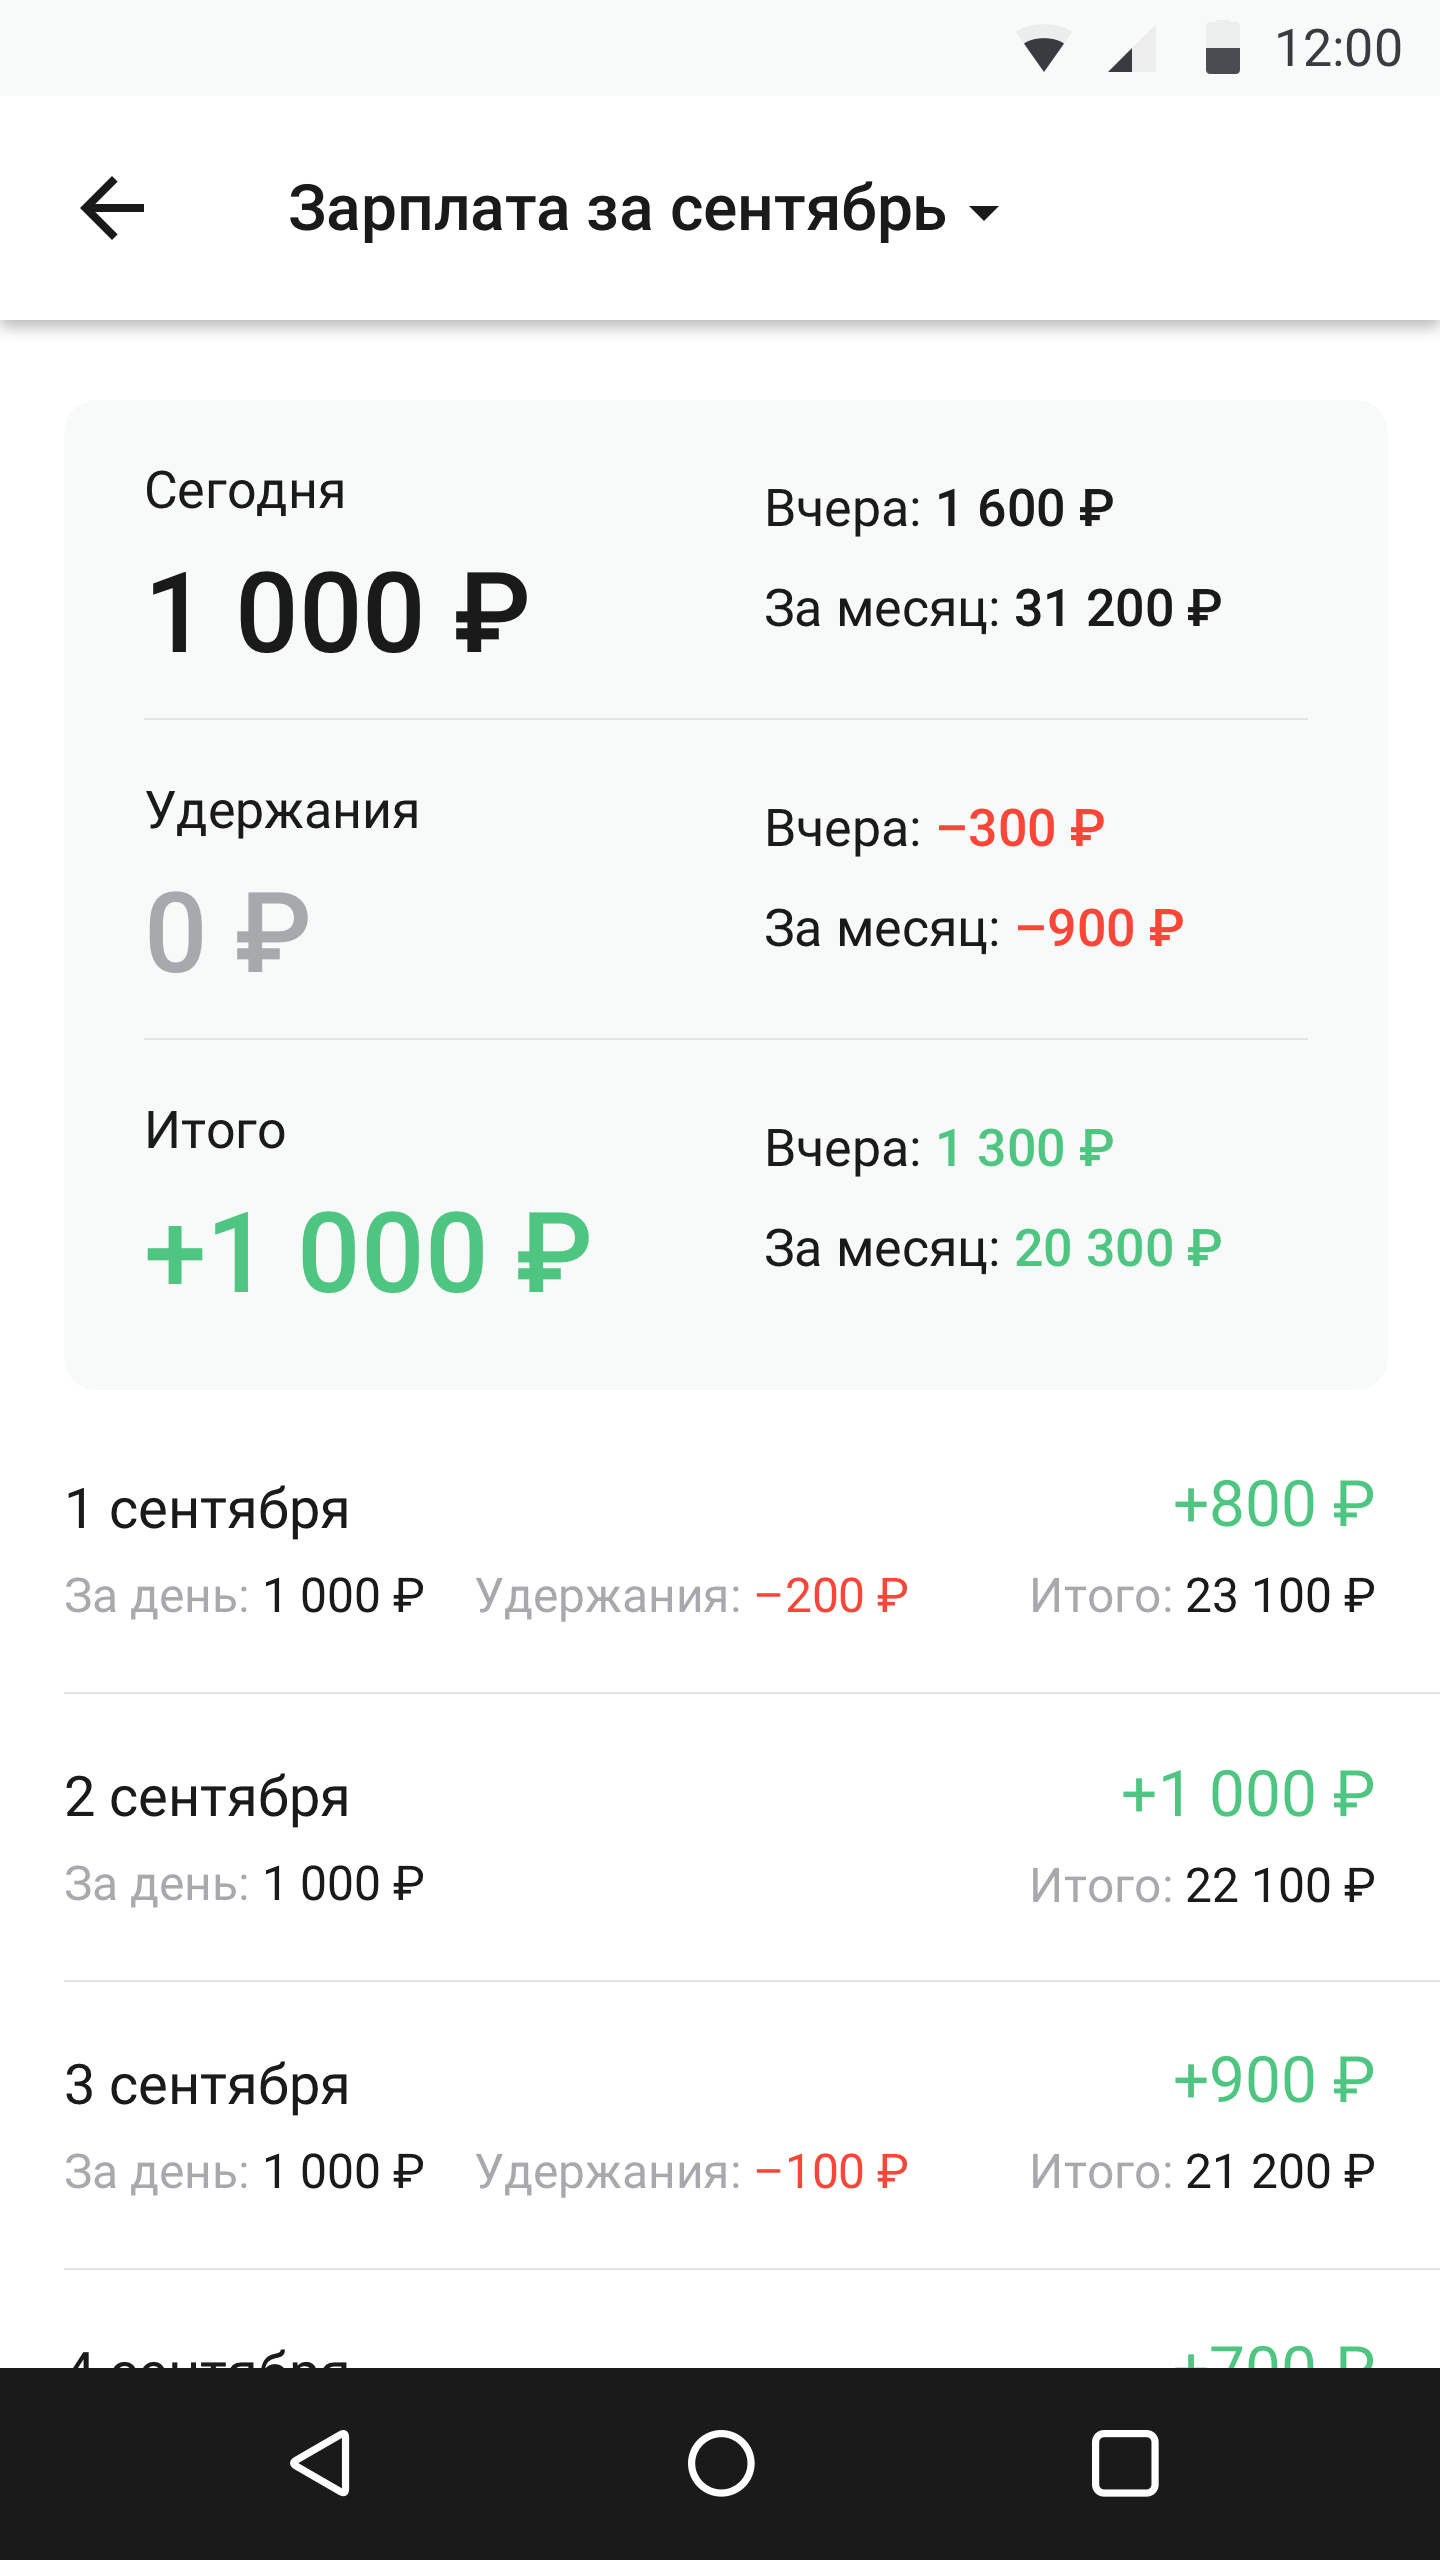 12:00
Зарплата за сентябрь
Сегодня
1 000 ₽
Вчера: 1 600 ₽
За месяц: 31 200 ₽
Удержания
0 ₽
Вчера: –300 ₽
За месяц: –900 ₽
Итого
+1 000 ₽
Вчера: 1 300 ₽
За месяц: 20 300 ₽
1 сентября
+800 ₽
За день: 1 000 ₽ Удержания: –200 ₽ Итого: 23 100 ₽
2 сентября
+1 000 ₽
За день: 1 000 ₽ Итого: 22 100 ₽
3 сентября
+900 ₽
За день: 1 000 ₽ Удержания: –100 ₽ Итого: 21 200 ₽
4 сентября
+700 ₽